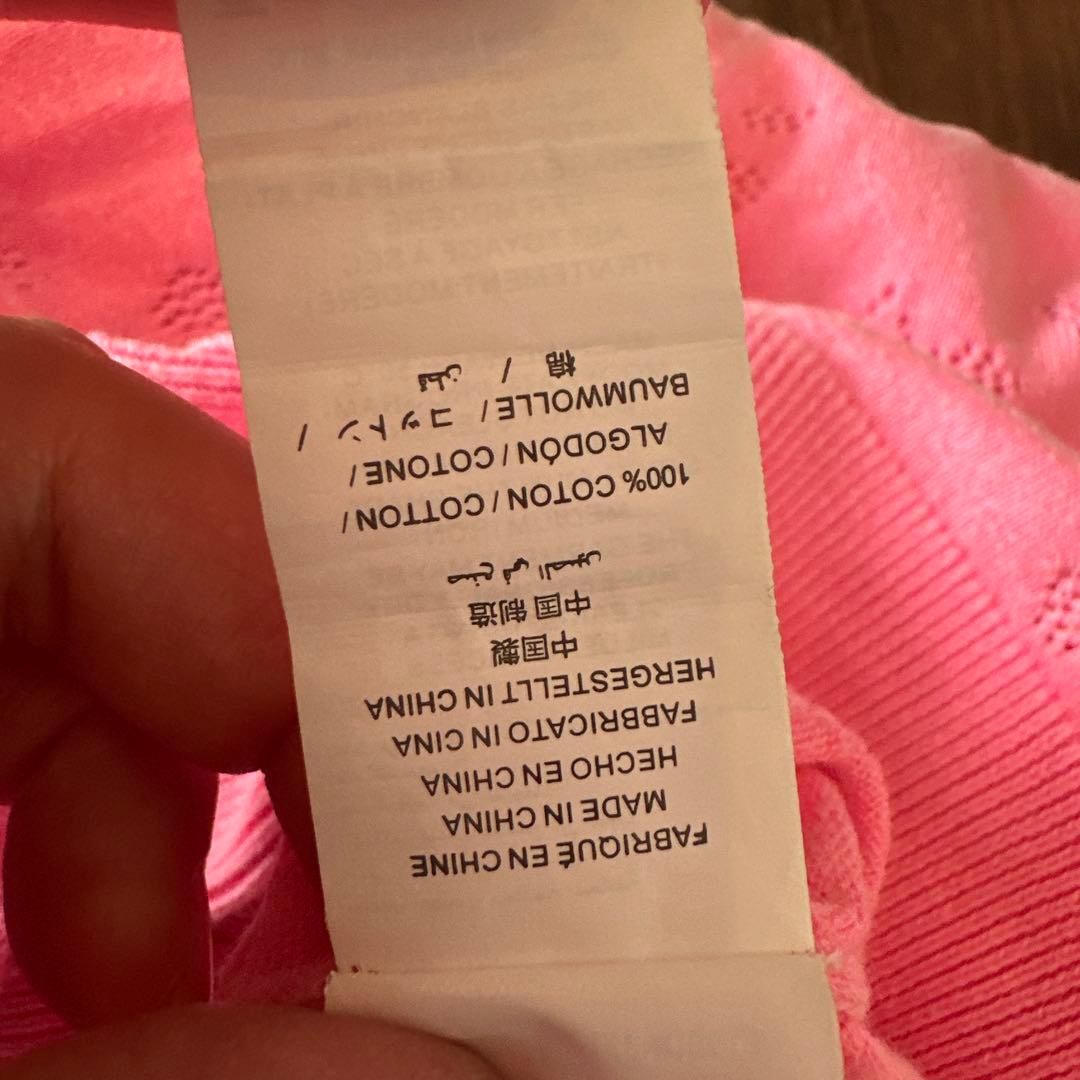 FABRIQUÉ EN CHINE
MADE IN CHINA
HECHO EN CHINA
FABBRICATO IN CINA
HERGESTELLT IN CHINA
中国製
中国制造
صنع في الصين
100% COTON / COTTON /
ALGODÓN / COTONE /
BAUMWOLLE / コットン /
棉 / قطن